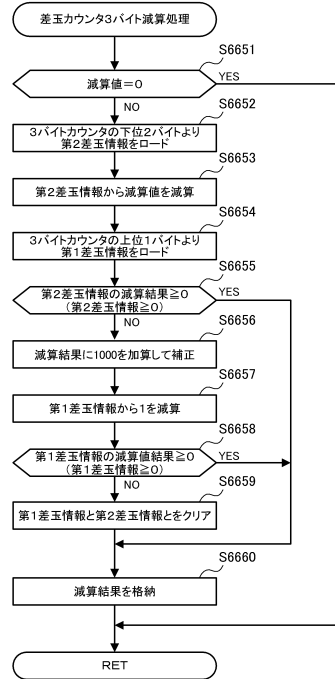 差玉カウンタ3バイト減算処理
S6651
減算値=0
YES
NO
S6652
3バイトカウンタの下位2バイトより
第2差玉情報をロード
S6653
第2差玉情報から減算値を減算
S6654
3バイトカウンタの上位1バイトより
第1差玉情報をロード
S6655
第2差玉情報の減算結果≧0
(第2差玉情報≧0)
YES
NO
S6656
減算結果に1000を加算して補正
S6657
第1差玉情報から1を減算
S6658
第1差玉情報の減算値結果≧0
(第1差玉情報≧0)
YES
NO
S6659
第1差玉情報と第2差玉情報とをクリア
S6660
減算結果を格納
RET